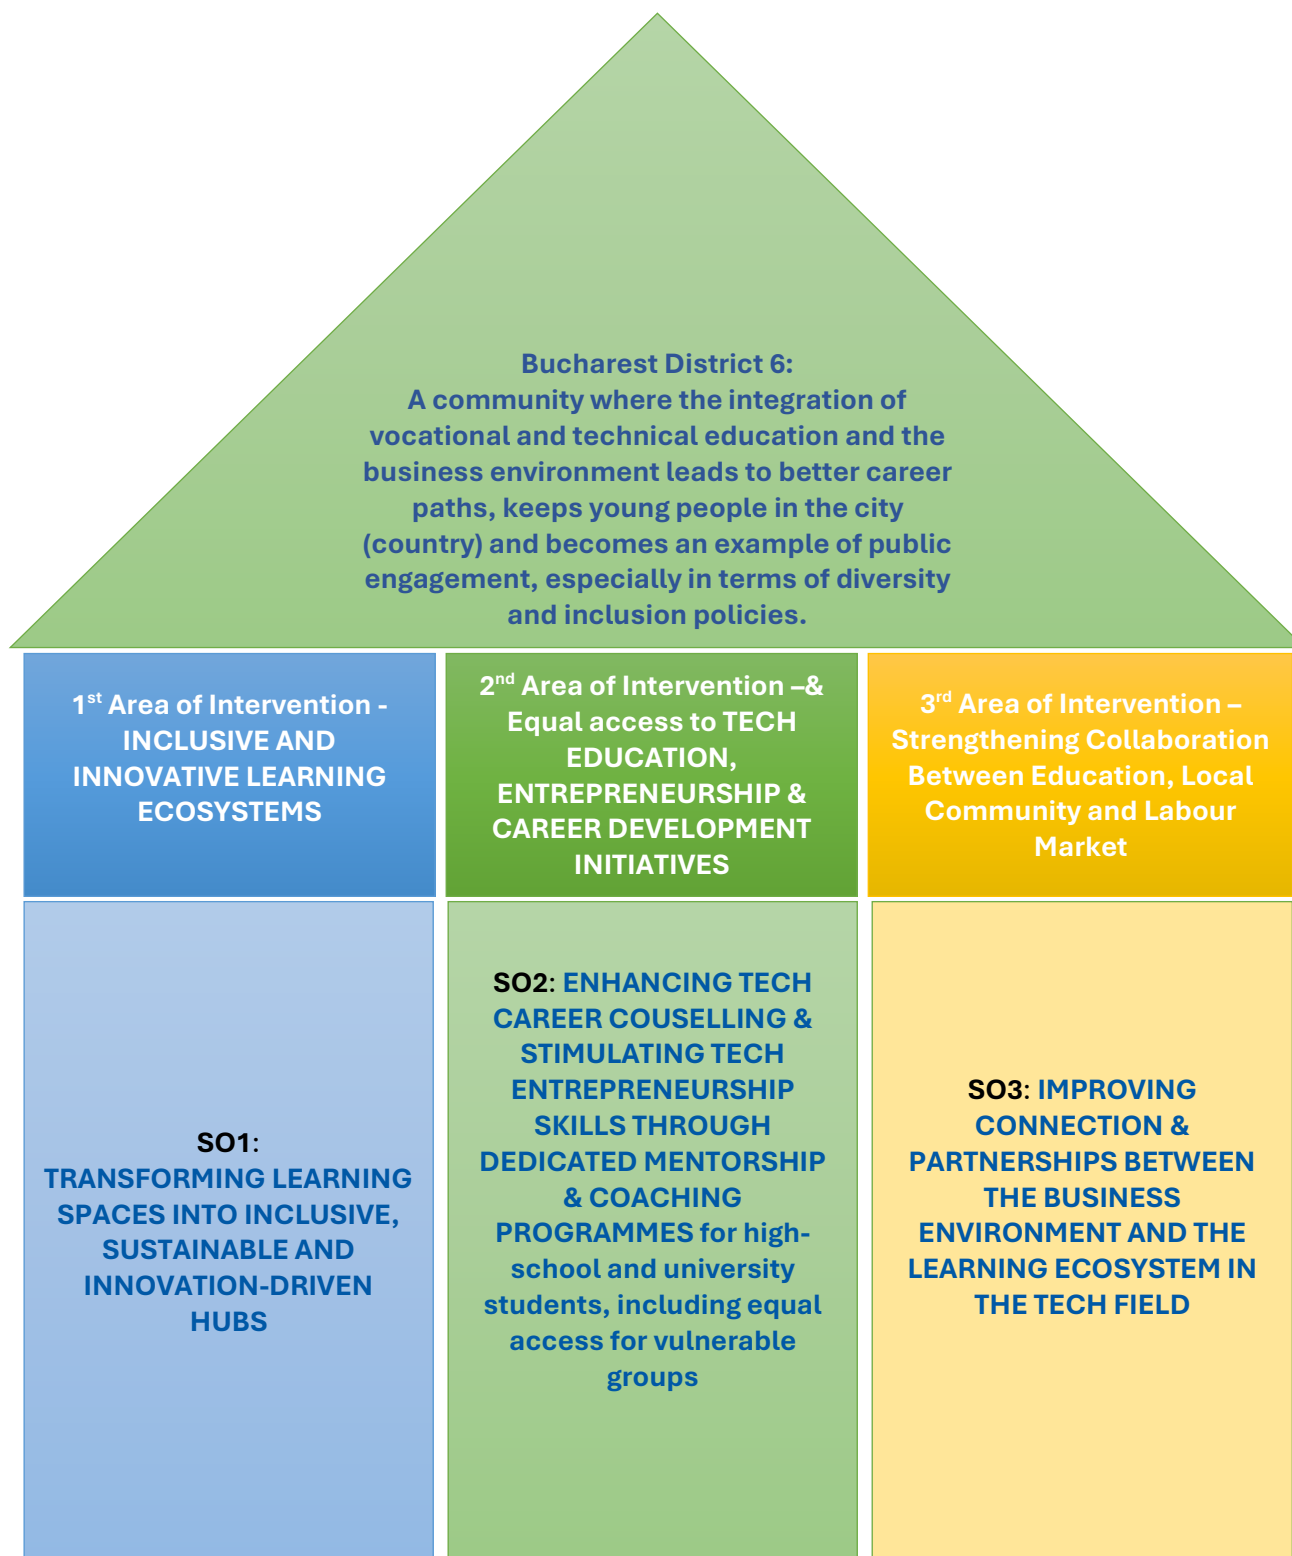 Bucharest District 6:
A community where the integration of
vocational and technical education and the
business environment leads to better career
paths, keeps young people in the city
(country) and becomes an example of public
engagement, especially in terms of diversity
and inclusion policies.
1st Area of Intervention -
INCLUSIVE AND
INNOVATIVE LEARNING
ECOSYSTEMS
2nd Area of Intervention –&
Equal access to TECH
EDUCATION,
ENTREPRENEURSHIP &
CAREER DEVELOPMENT
INITIATIVES
3rd Area of Intervention –
Strengthening Collaboration
Between Education, Local
Community and Labour
Market
SO1:
TRANSFORMING LEARNING
SPACES INTO INCLUSIVE,
SUSTAINABLE AND
INNOVATION-DRIVEN
HUBS
SO2: ENHANCING TECH
CAREER COUSELLING &
STIMULATING TECH
ENTREPRENEURSHIP
SKILLS THROUGH
DEDICATED MENTORSHIP
& COACHING
PROGRAMMES for high-
school and university
students, including equal
access for vulnerable
groups
SO3: IMPROVING
CONNECTION &
PARTNERSHIPS BETWEEN
THE BUSINESS
ENVIRONMENT AND THE
LEARNING ECOSYSTEM IN
THE TECH FIELD